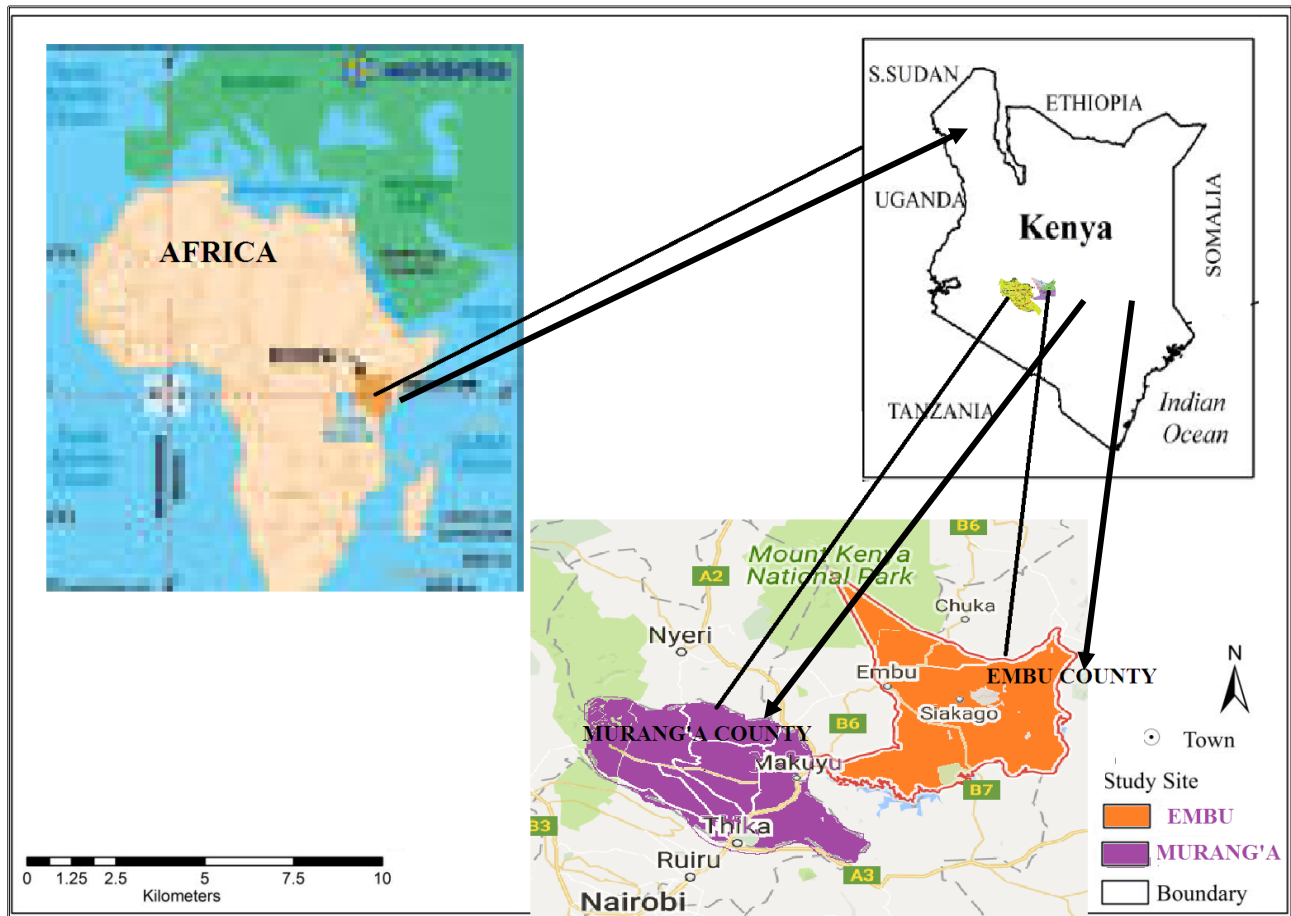 AFRICA
S.SUDAN
ETHIOPIA
UGANDA
SOMALIA
Kenya
TANZANIA
Indian
Ocean
B6
Mount Kenya
National Park
A2
Chuka
Nyeri
Embu
EMBU COUNTY
Siakago
B6
MURANG'A COUNTY
Makuyu
B7
Thika
B3
Ruiru
A3
Nairobi
N
Town
Study Site
EMBU
MURANG'A
Boundary
0 1.25 2.5 5 7.5 10
Kilometers